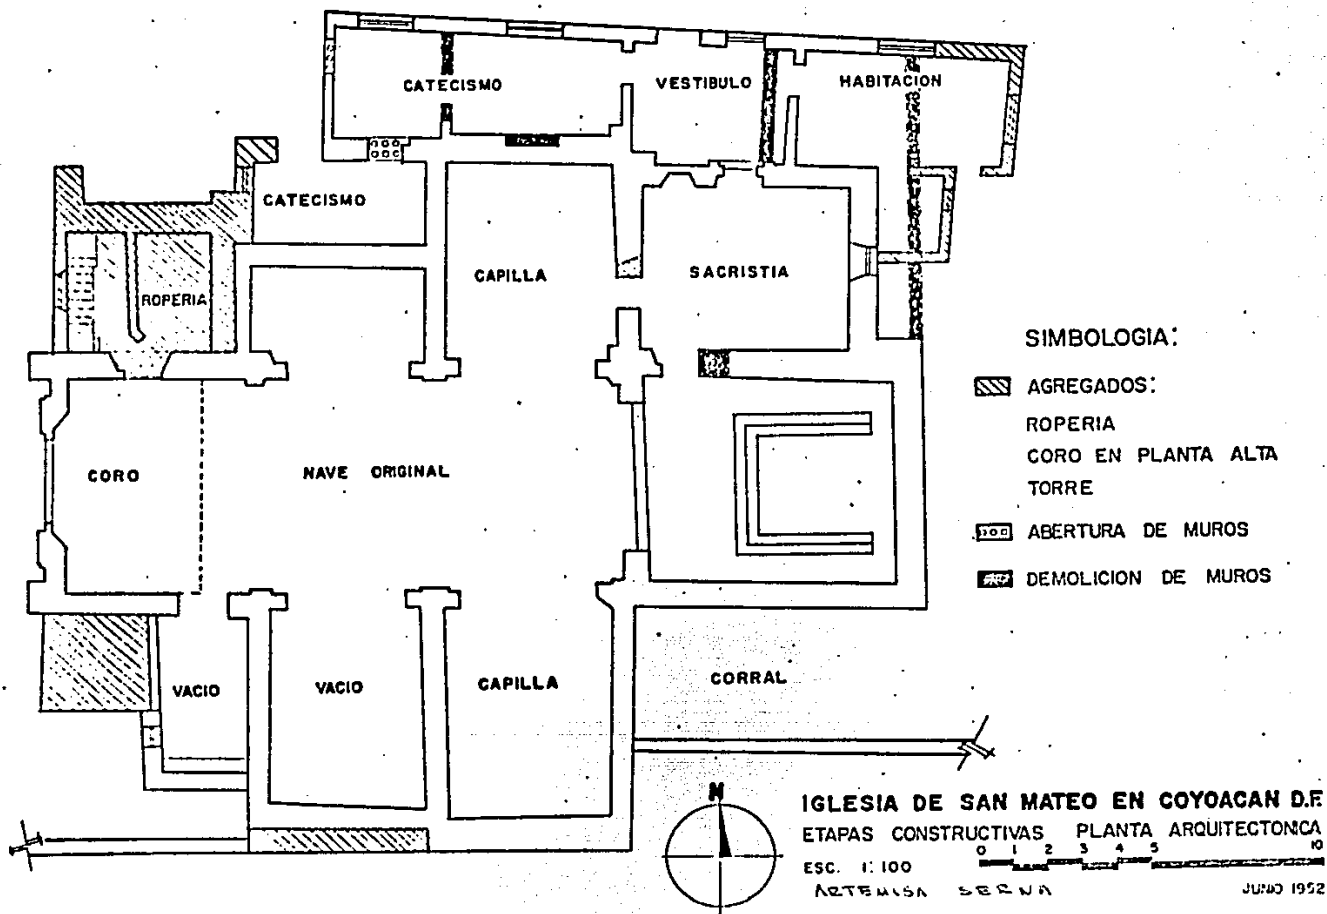 CATECISMO
VESTIBULO
HABITACION
CATECISMO
CAPILLA
SACRISTIA
ROPERIA
CORO
NAVE ORIGINAL
VACIO
VACIO
CAPILLA
CORRAL
SIMBOLOGIA:
AGREGADOS:
ROPERIA
CORO EN PLANTA ALTA
TORRE
ABERTURA DE MUROS
DEMOLICION DE MUROS
N
IGLESIA DE SAN MATEO EN COYOACAN D.F.
ETAPAS CONSTRUCTIVAS PLANTA ARQUITECTONICA
0 1 2 3 4 5 10
ESC. 1:100
ARTEMISA SERNA
JUNIO 1952